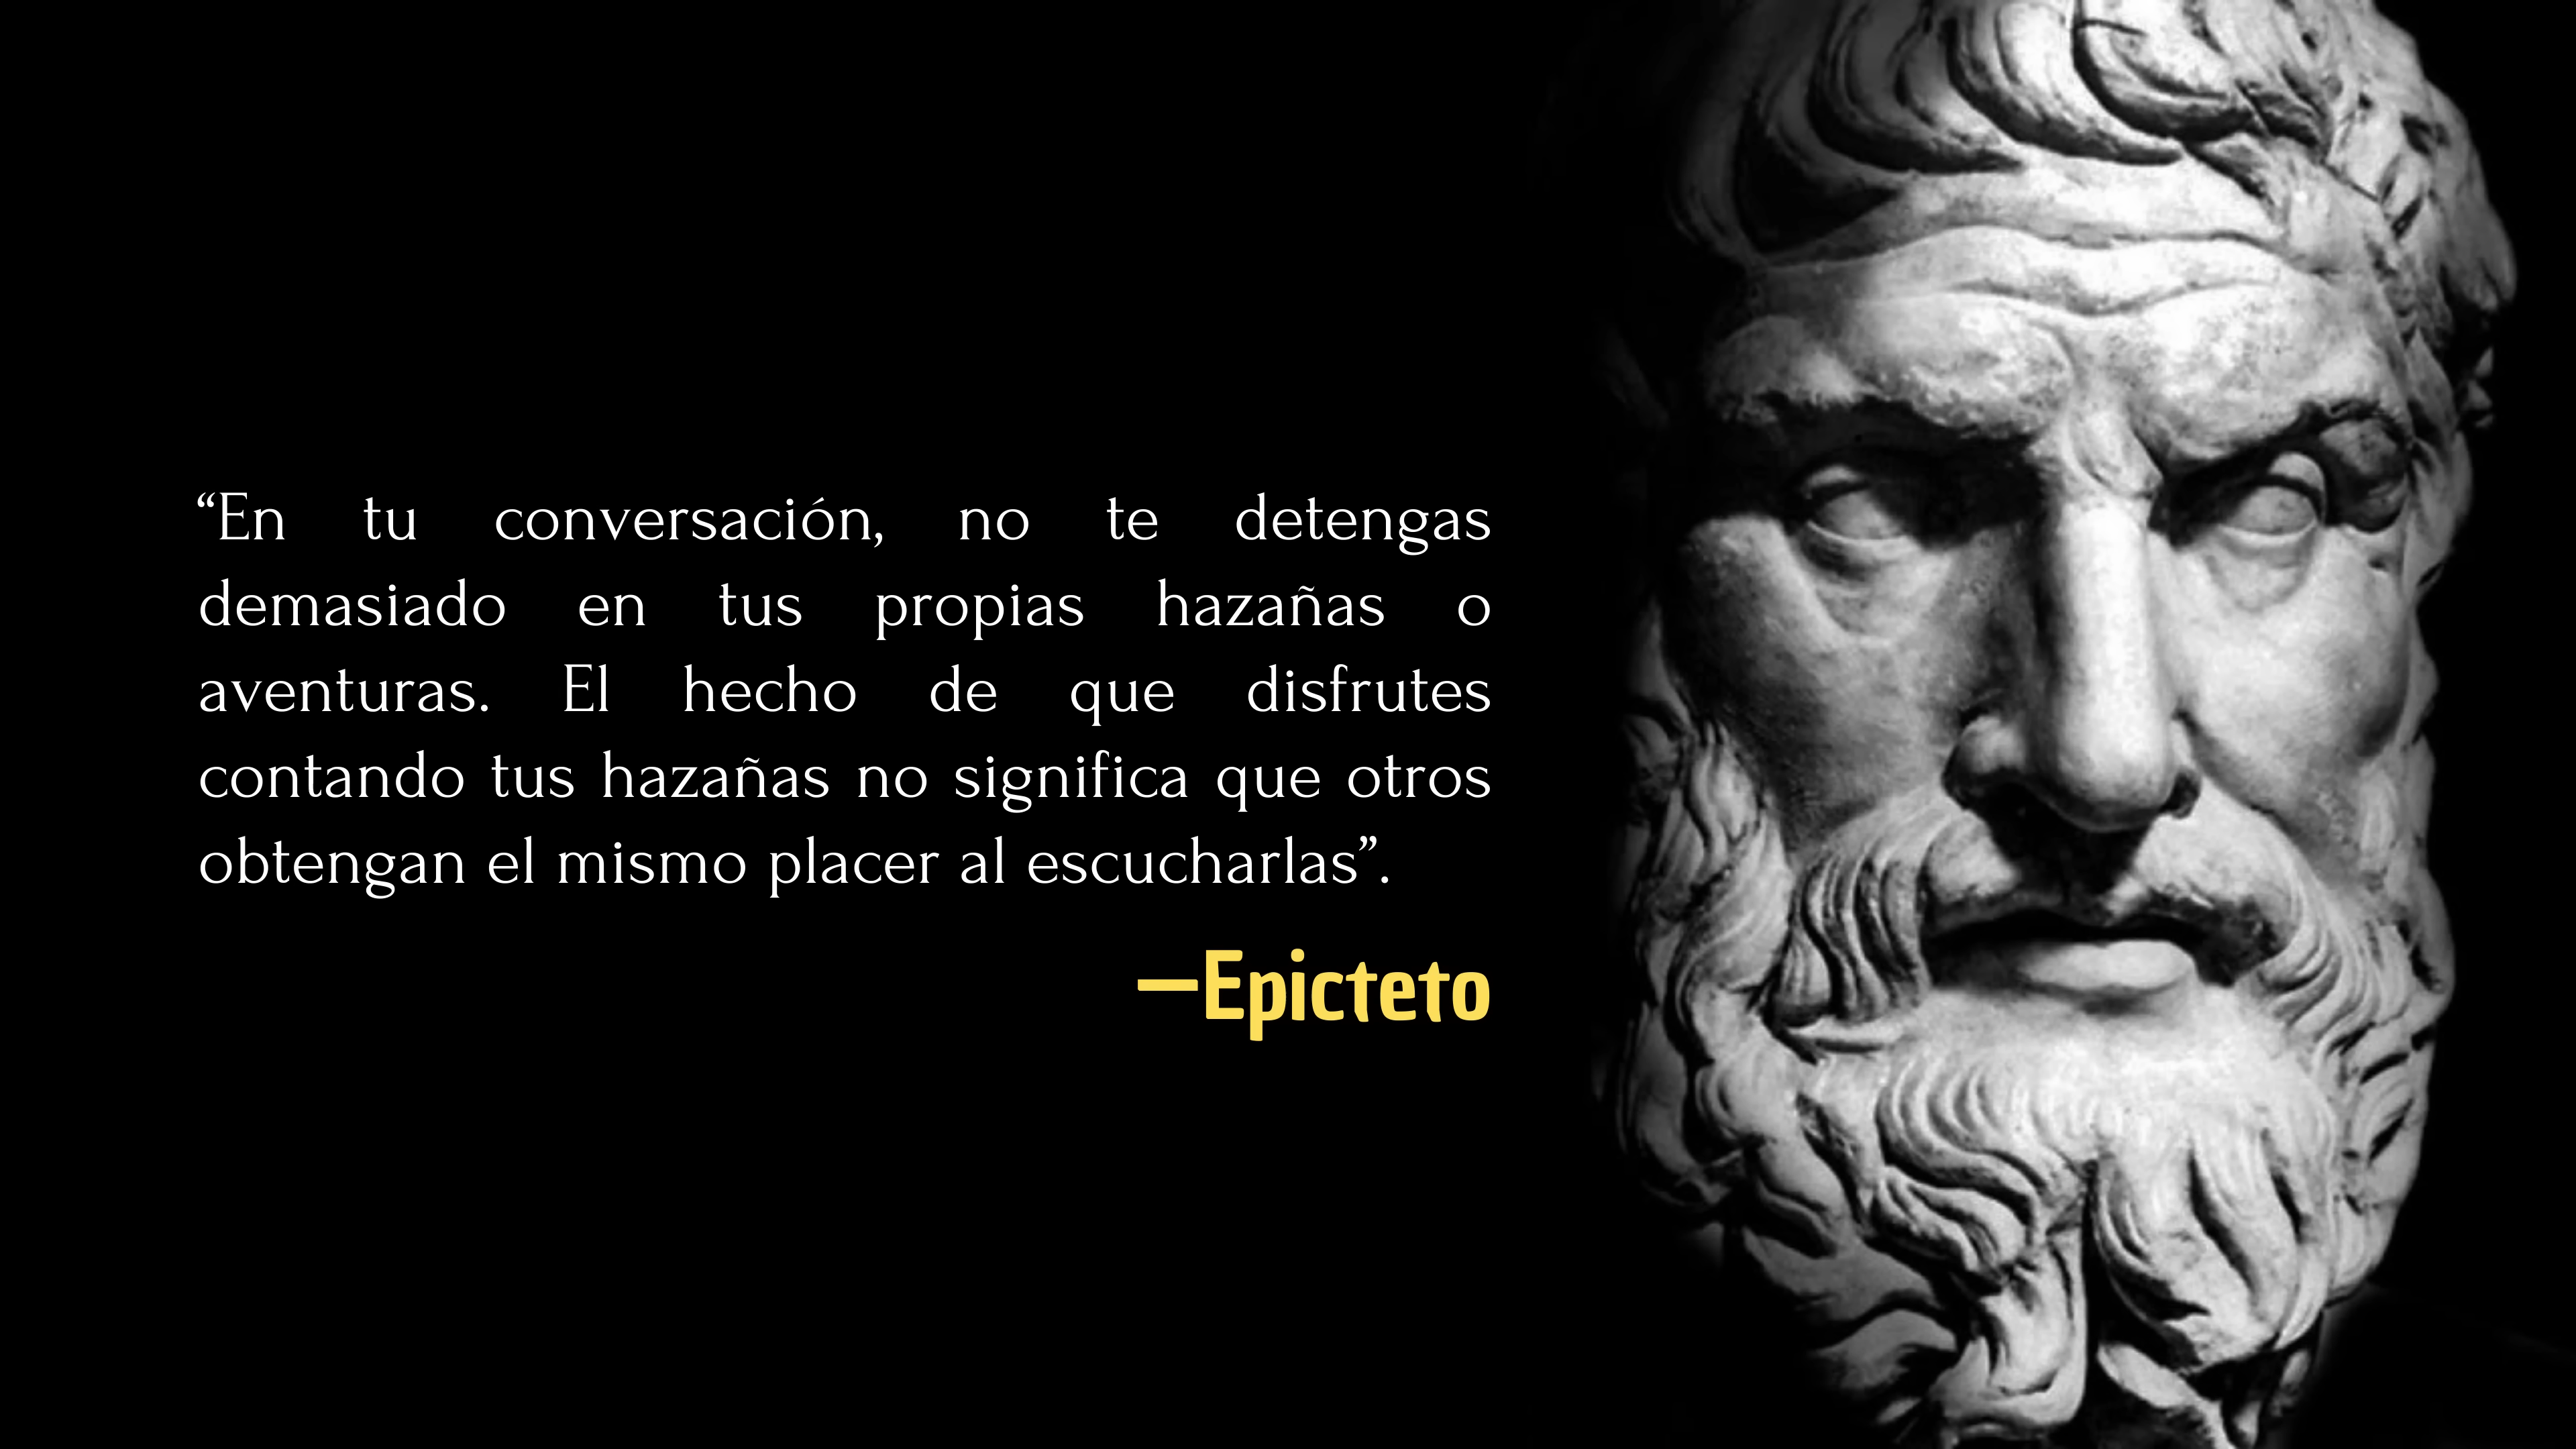 “En tu conversación, no te detengas
demasiado en tus propias hazañas o
aventuras. El hecho de que disfrutes
contando tus hazañas no significa que otros
obtengan el mismo placer al escucharlas”.
—Epicteto